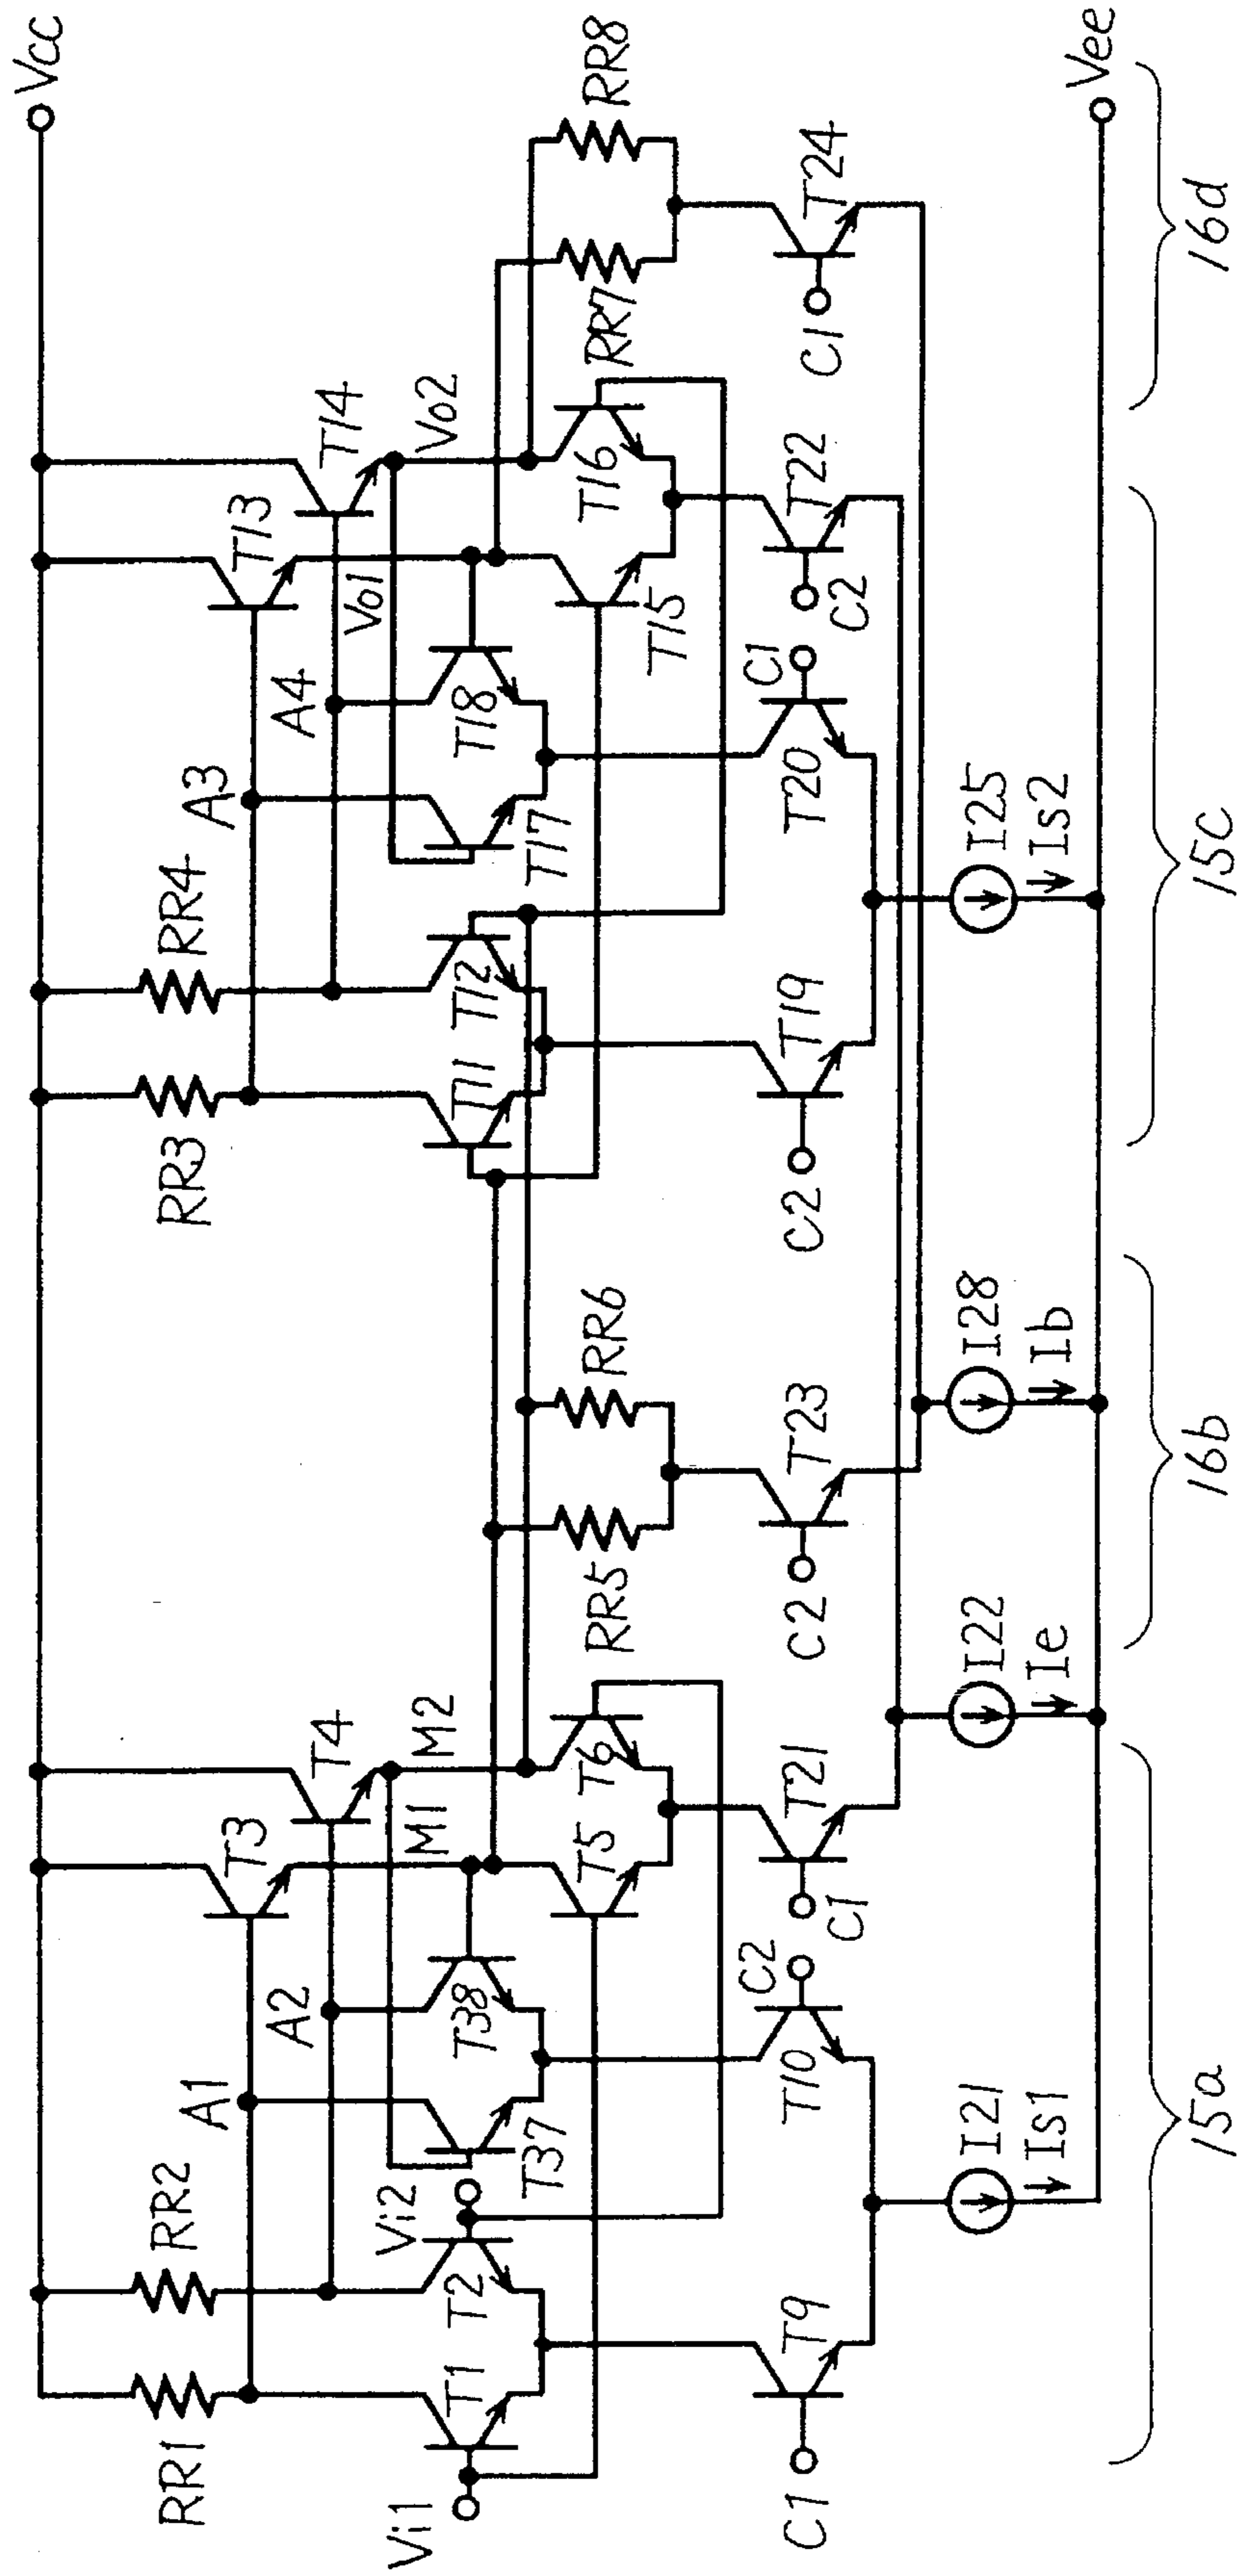 Vcc
RR1
RR2
A1
A2
T3
T4
RR3
RR4
A3
A4
T13
T14
Vi1
T1
T2
Vi2
T37
T38
M1
M2
T5
T6
RR5
RR6
T11
T12
T17
T18
Vo1
Vo2
T15
T16
RR7
RR8
C1
T9
T10
C2
C1
T21
C2
T23
C2
T19
T20
C1
C2
T22
C1
T24
I21
Is1
I22
Ie
I28
Ib
I25
Is2
Vee
15a
16b
15c
16d